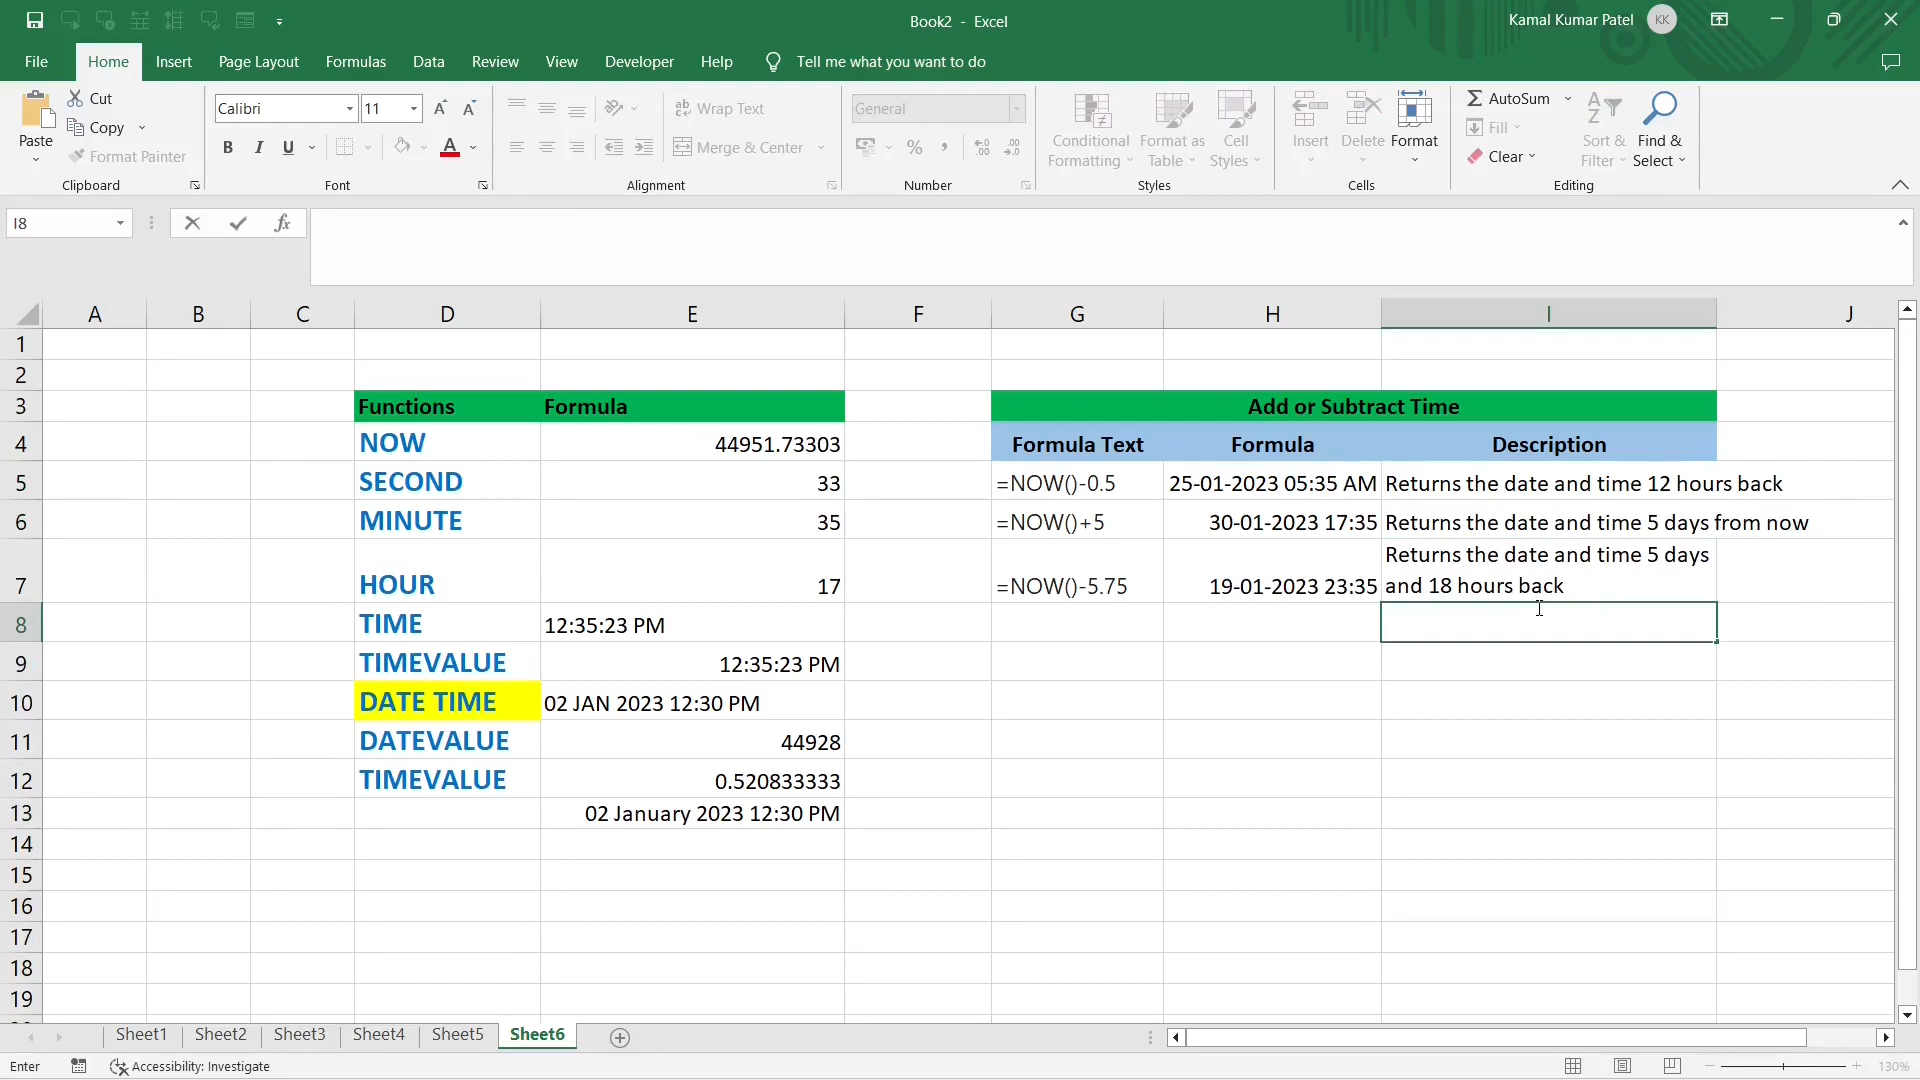 Book2 - Excel
Kamal Kumar Patel KK
File Home Insert Page Layout Formulas Data Review View Developer Help Tell me what you want to do
Paste
Cut
Copy
Format Painter
Clipboard
Calibri 11
A A
B I U A
Font
ab Wrap Text
Merge & Center
Alignment
General
% ,
Number
Conditional Formatting
Format as Table
Cell Styles
Styles
Insert Delete Format
Cells
Σ AutoSum
Fill
Clear
Sort & Filter
Find & Select
Editing
I8
fx
A B C D E F G H I J
1
2
3 Functions Formula Add or Subtract Time
4 NOW 44951.73303 Formula Text Formula Description
5 SECOND 33 =NOW()-0.5 25-01-2023 05:35 AM Returns the date and time 12 hours back
6 MINUTE 35 =NOW()+5 30-01-2023 17:35 Returns the date and time 5 days from now
Returns the date and time 5 days
7 HOUR 17 =NOW()-5.75 19-01-2023 23:35 and 18 hours back
8 TIME 12:35:23 PM
9 TIMEVALUE 12:35:23 PM
10 DATE TIME 02 JAN 2023 12:30 PM
11 DATEVALUE 44928
12 TIMEVALUE 0.520833333
13 02 January 2023 12:30 PM
14
15
16
17
18
19
Sheet1 Sheet2 Sheet3 Sheet4 Sheet5 Sheet6
Enter Accessibility: Investigate 130%